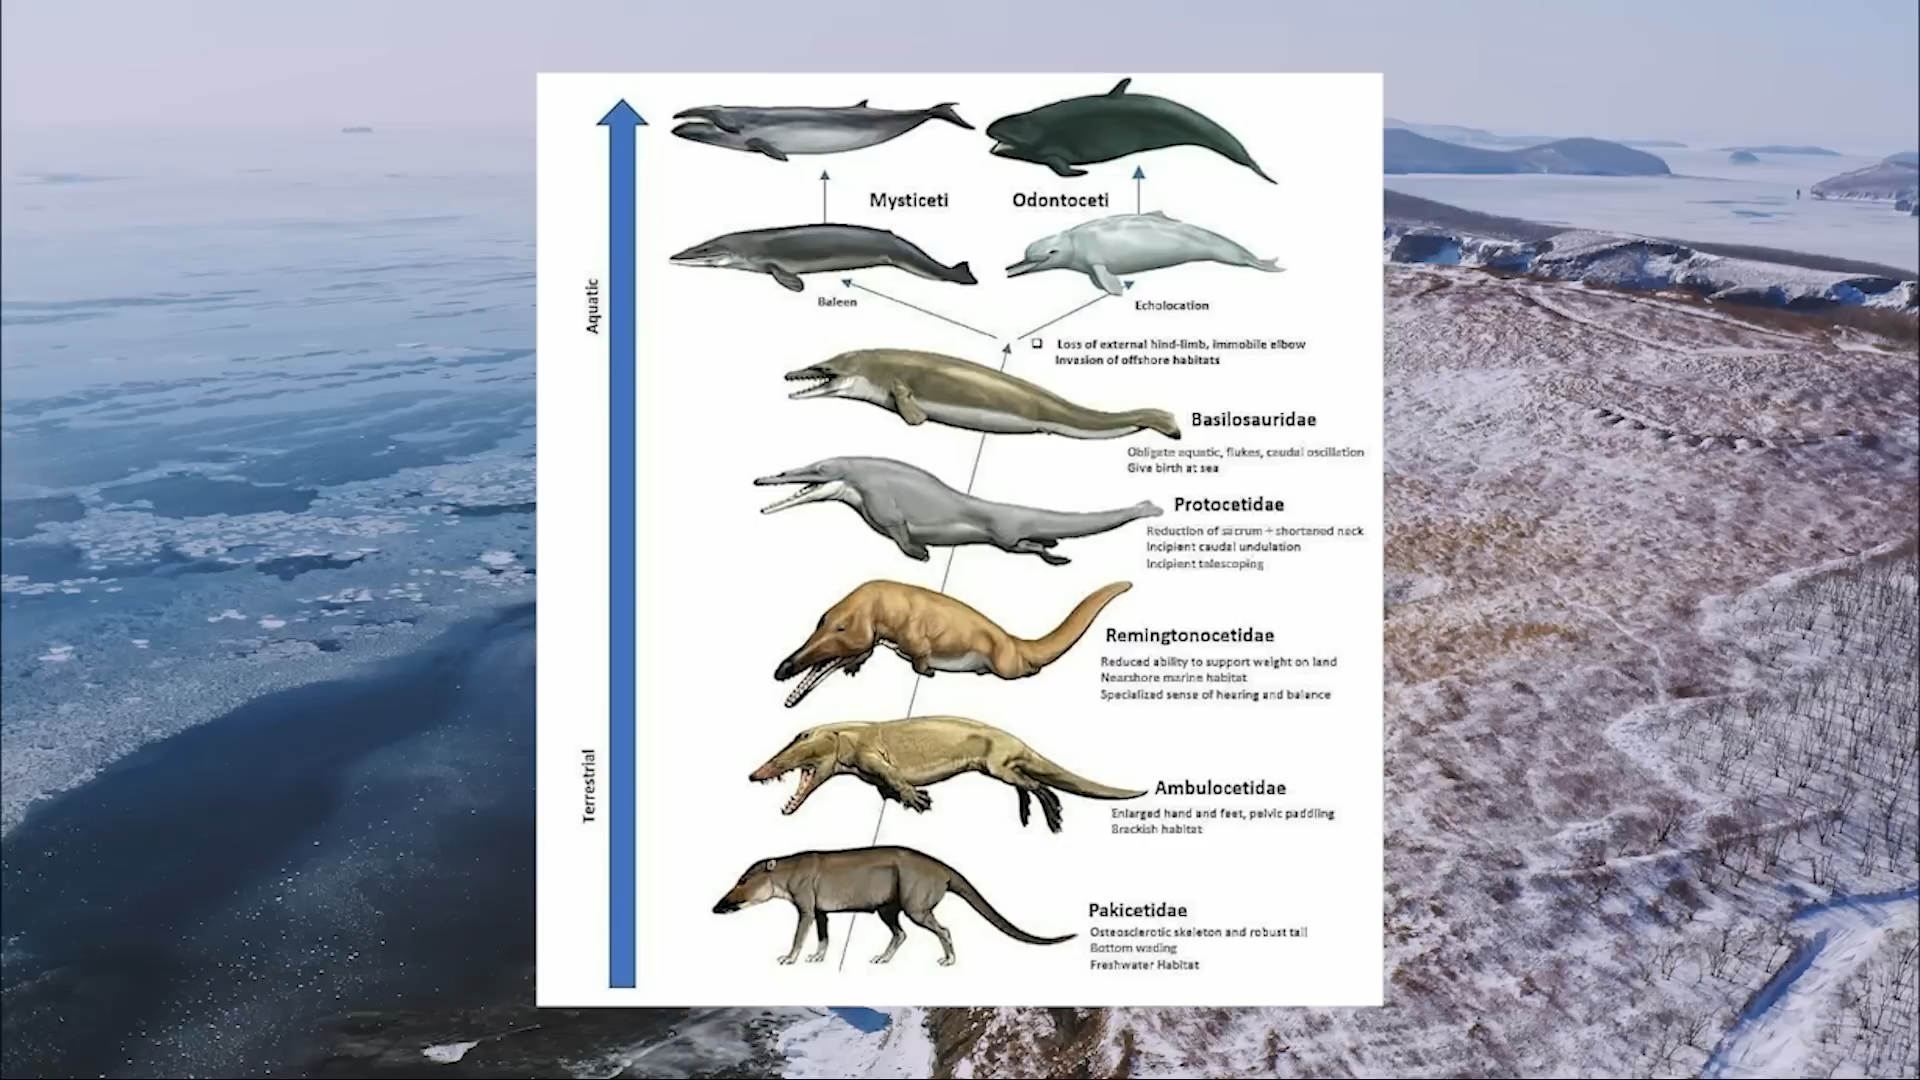 Mysticeti
Odontoceti
Baleen
Echolocation
Loss of external hind-limb, immobile elbow
Invasion of offshore habitats
Aquatic
Basilosauridae
Obligate aquatic, flukes, caudal oscillation
Give birth at sea
Protocetidae
Reduction of sacrum + shortened neck
Incipient caudal undulation
Incipient telescoping
Remingtonocetidae
Reduced ability to support weight on land
Nearshore marine habitat
Specialized sense of hearing and balance
Terrestrial
Ambulocetidae
Enlarged hand and feet, pelvic paddling
Brackish habitat
Pakicetidae
Osteosclerotic skeleton and robust tail
Bottom wading
Freshwater Habitat